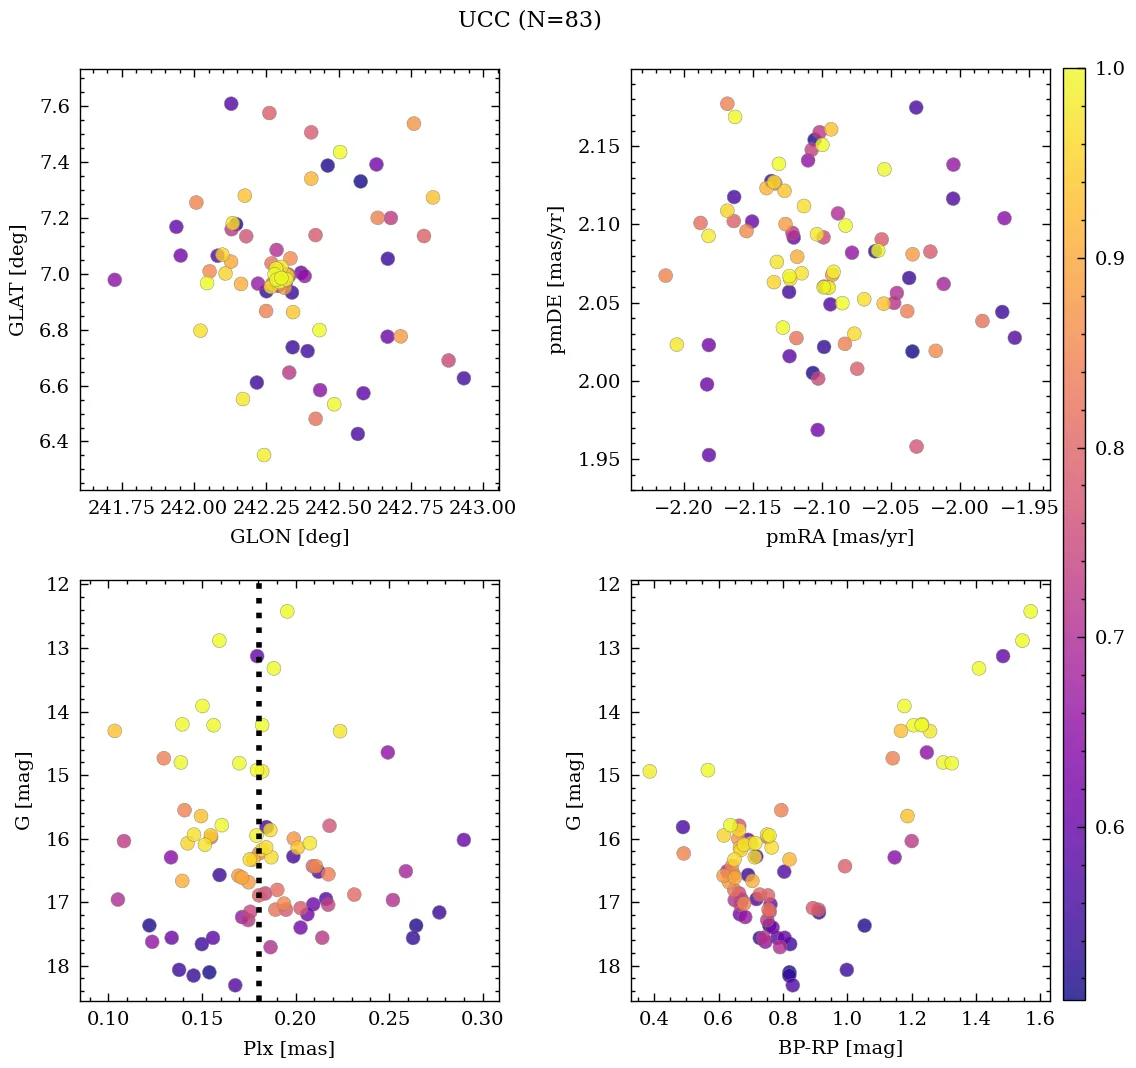 UCC (N=83)
7.6
7.4
7.2
7.0
6.8
6.6
6.4
GLAT [deg]
241.75 242.00 242.25 242.50 242.75 243.00
GLON [deg]
2.15
2.10
2.05
2.00
1.95
pmDE [mas/yr]
−2.20 −2.15 −2.10 −2.05 −2.00 −1.95
pmRA [mas/yr]
1.0
0.9
0.8
0.7
0.6
12
13
14
15
16
17
18
G [mag]
0.10 0.15 0.20 0.25 0.30
Plx [mas]
12
13
14
15
16
17
18
G [mag]
0.4 0.6 0.8 1.0 1.2 1.4 1.6
BP-RP [mag]